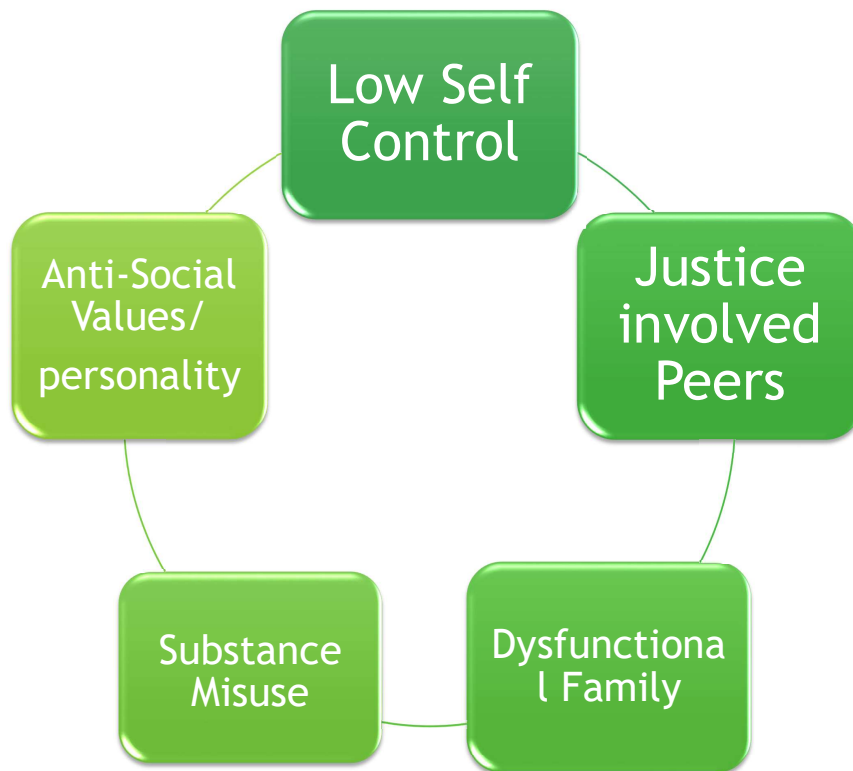 Low Self
Control
Justice
involved
Peers
Dysfunctiona
l Family
Substance
Misuse
Anti-Social
Values/
personality